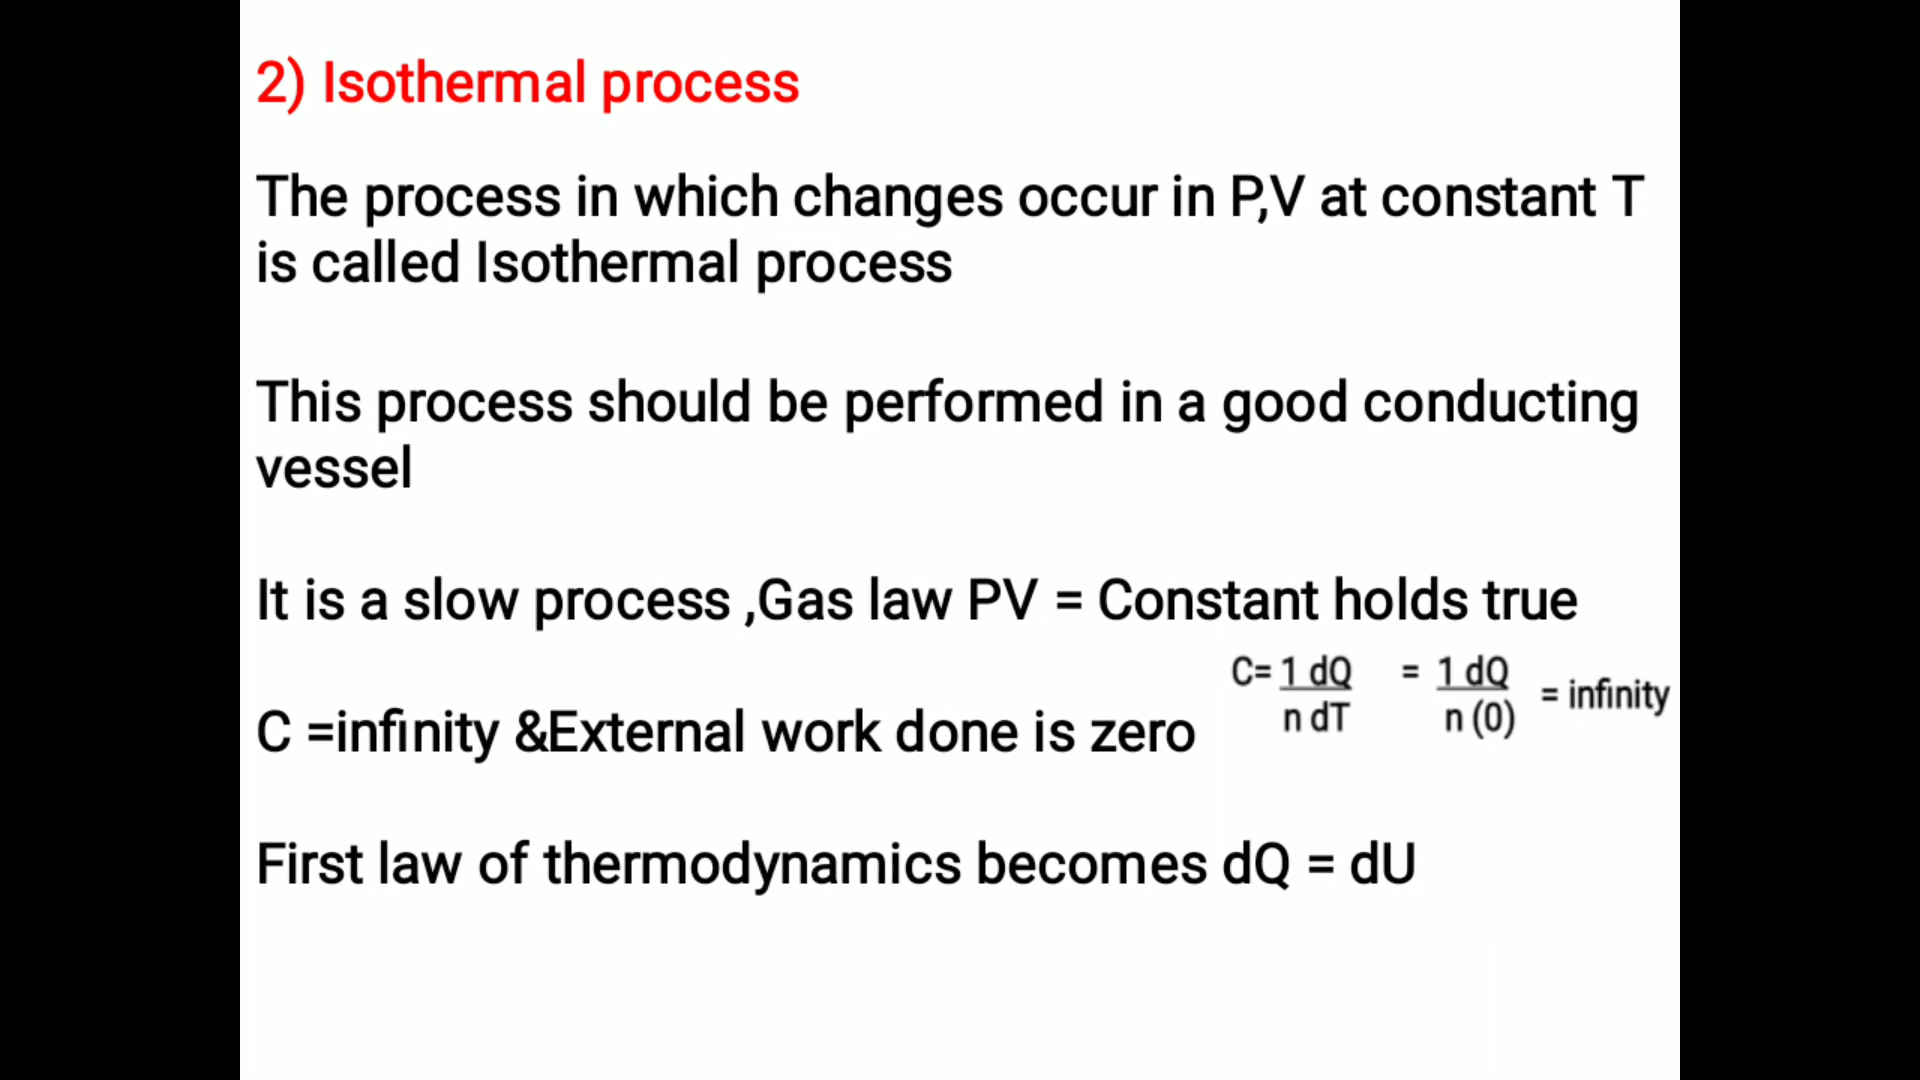 2) Isothermal process
The process in which changes occur in P,V at constant T
is called Isothermal process
This process should be performed in a good conducting
vessel
It is a slow process ,Gas law PV = Constant holds true
C= 1 dQ = 1 dQ
n dT n (0) = infinity
C =infinity &External work done is zero
First law of thermodynamics becomes dQ = dU